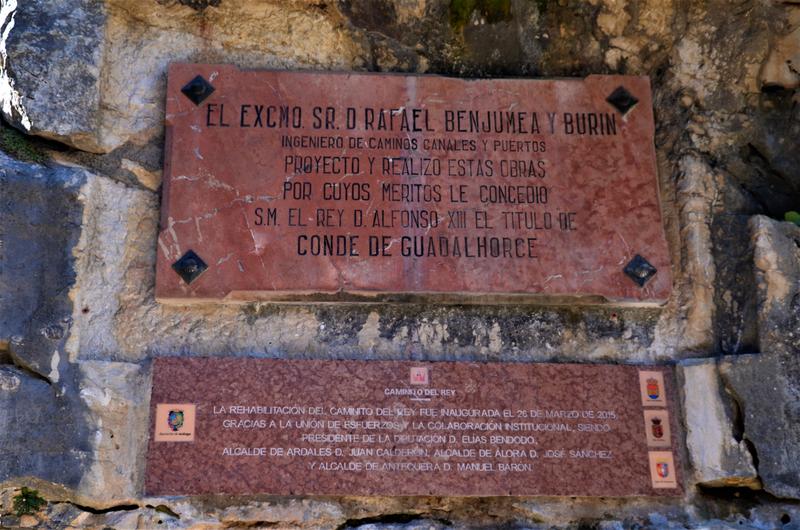 EL EXCMO. SR. D RAFAEL BENJUMEA Y BURIN
INGENIERO DE CAMINOS CANALES Y PUERTOS
PROYECTO Y REALIZO ESTAS OBRAS
POR CUYOS MERITOS LE CONCEDIO
S.M. EL REY D. ALFONSO XIII EL TITULO DE
CONDE DE GUADALHORCE
CAMINITO DEL REY
LA REHABILITACIÓN DEL CAMINITO DEL REY FUE INAUGURADA EL 26 DE MARZO DE 2015,
GRACIAS A LA UNIÓN DE ESFUERZOS Y LA COLABORACIÓN INSTITUCIONAL, SIENDO
PRESIDENTE DE LA DIPUTACIÓN D. ELÍAS BENDODO,
ALCALDE DE ARDALES D. JUAN CALDERÓN, ALCALDE DE ÁLORA D. JOSÉ SÁNCHEZ
Y ALCALDE DE ANTEQUERA D. MANUEL BARÓN.